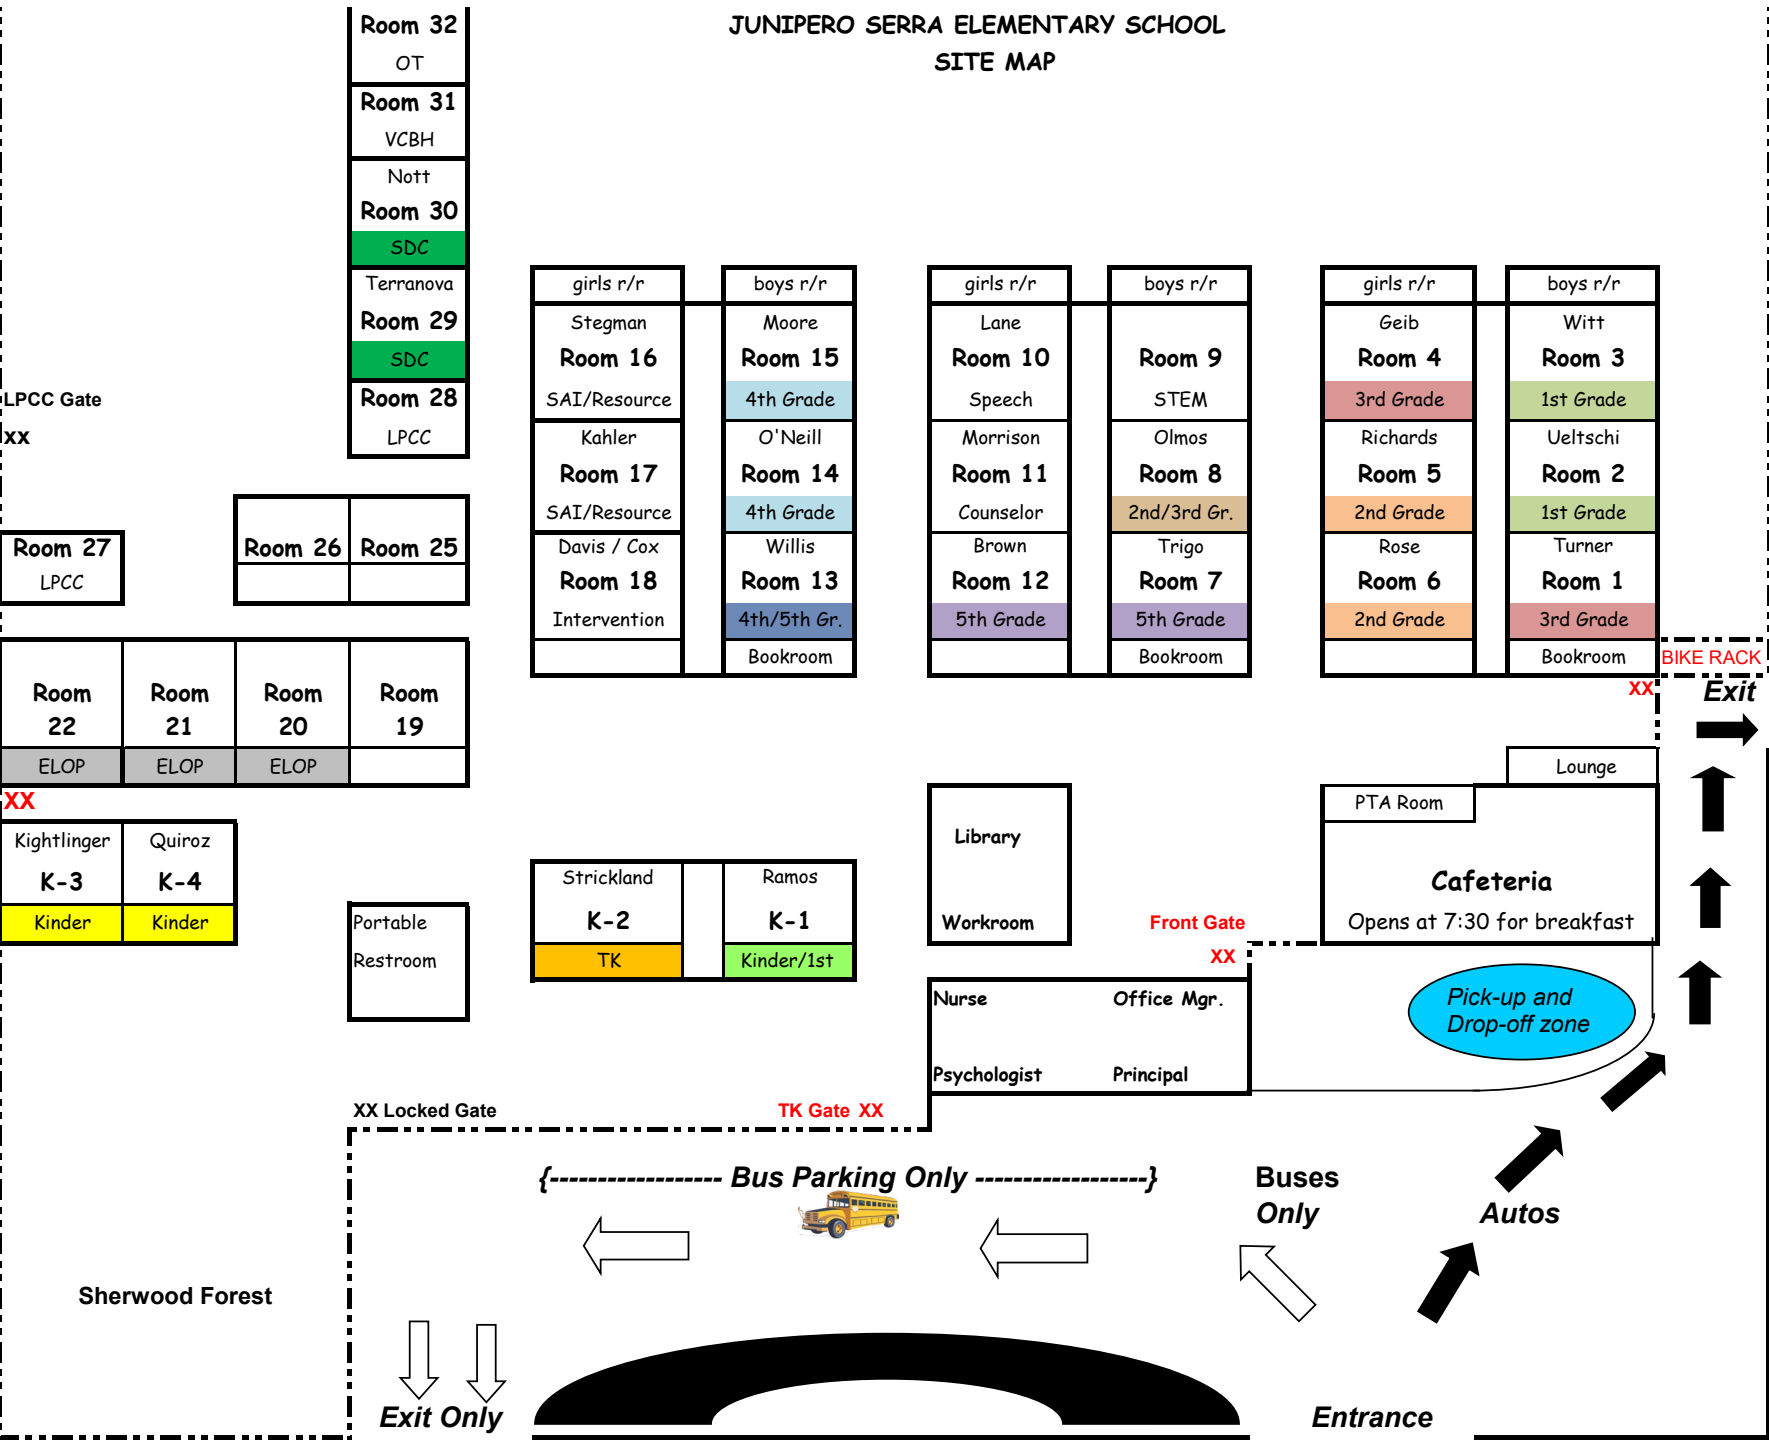 JUNIPERO SERRA ELEMENTARY SCHOOL
SITE MAP
Room 32
OT
Room 31
VCBH
Nott
Room 30
SDC
Terranova
Room 29
SDC
Room 28
LPCC
LPCC Gate
xx
Room 27
LPCC
Room 26
Room 25
Room 22
ELOP
Room 21
ELOP
Room 20
ELOP
Room 19
XX
Kightlinger
K-3
Kinder
Quiroz
K-4
Kinder
Portable
Restroom
girls r/r
Stegman
Room 16
SAI/Resource
Kahler
Room 17
SAI/Resource
Davis / Cox
Room 18
Intervention
boys r/r
Moore
Room 15
4th Grade
O'Neill
Room 14
4th Grade
Willis
Room 13
4th/5th Gr.
Bookroom
girls r/r
Lane
Room 10
Speech
Morrison
Room 11
Counselor
Brown
Room 12
5th Grade
boys r/r
Room 9
STEM
Olmos
Room 8
2nd/3rd Gr.
Trigo
Room 7
5th Grade
Bookroom
girls r/r
Geib
Room 4
3rd Grade
Richards
Room 5
2nd Grade
Rose
Room 6
2nd Grade
boys r/r
Witt
Room 3
1st Grade
Ueltschi
Room 2
1st Grade
Turner
Room 1
3rd Grade
Bookroom
BIKE RACK
XX
Exit
Strickland
K-2
TK
Ramos
K-1
Kinder/1st
Library
Workroom
Front Gate
XX
Lounge
PTA Room
Cafeteria
Opens at 7:30 for breakfast
Nurse
Office Mgr.
Psychologist
Principal
Pick-up and
Drop-off zone
XX Locked Gate
TK Gate XX
{------------------ Bus Parking Only ------------------}
Buses
Only
Autos
Sherwood Forest
Exit Only
Entrance